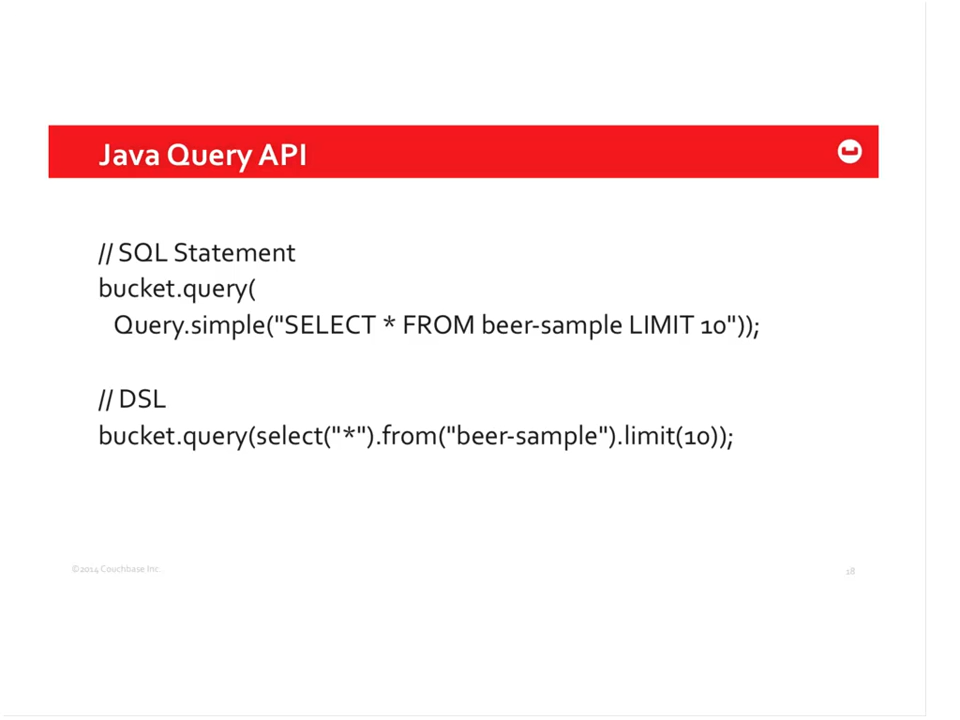 Java Query API
// SQL Statement
bucket.query(
Query.simple("SELECT * FROM beer-sample LIMIT 10"));
// DSL
bucket.query(select("*").from("beer-sample").limit(10));
©2014 Couchbase Inc.
18